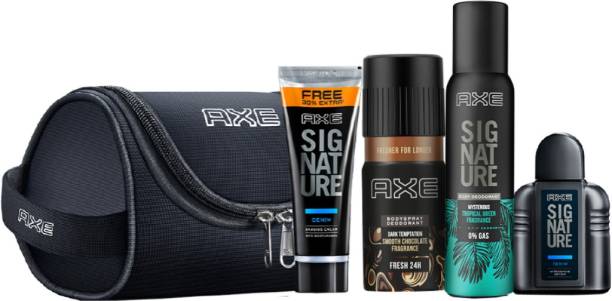 AXE
FREE
30% EXTRA
AXE
SIG
NAT
URE
DENIM
SHAVING CREAM
FRESHER FOR LONGER
AXE
BODYSPRAY
DEODORANT
DARK TEMPTATION
SMOOTH CHOCOLATE
FRAGRANCE
FRESH 24H
AXE
SIG
NAT
URE
BODY DEODORANT
MYSTERIOUS
TROPICAL GREEN
FRAGRANCE
0% GAS
AXE
SIG
NAT
URE
DENIM